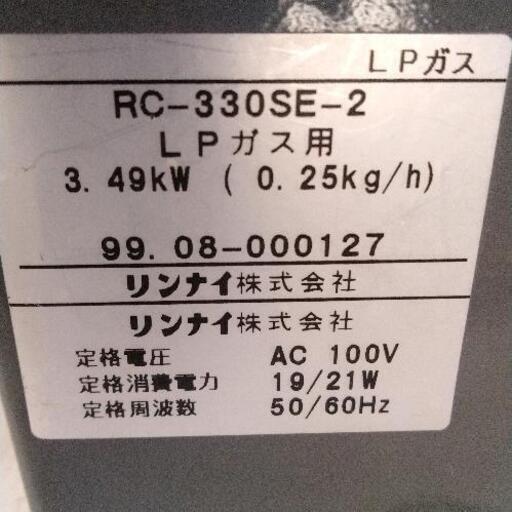 LPガス
RC-330SE-2
LPガス用
3.49kW ( 0.25kg/h)
99.08-000127
リンナイ株式会社
リンナイ株式会社
定格電圧 AC 100V
定格消費電力 19/21W
定格周波数 50/60Hz